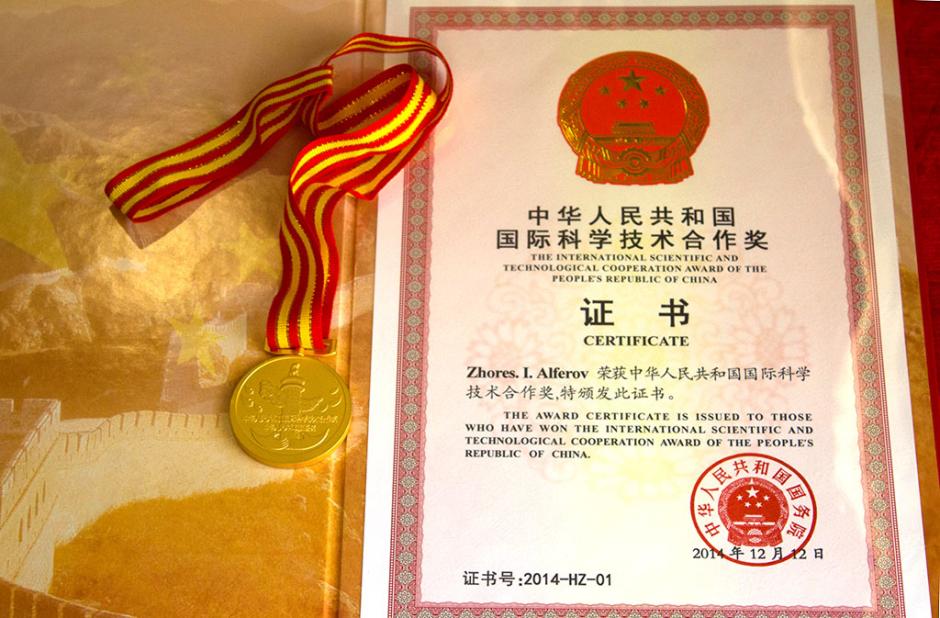 中华人民共和国
国际科学技术合作奖
THE INTERNATIONAL SCIENTIFIC AND
TECHNOLOGICAL COOPERATION AWARD OF THE
PEOPLE'S REPUBLIC OF CHINA
证 书
CERTIFICATE
Zhores. I. Alferov 荣获中华人民共和国国际科学
技术合作奖,特颁发此证书。
THE AWARD CERTIFICATE IS ISSUED TO THOSE
WHO HAVE WON THE INTERNATIONAL SCIENTIFIC AND
TECHNOLOGICAL COOPERATION AWARD OF THE PEOPLE'S
REPUBLIC OF CHINA.
中华人民共和国国务院
2014 年 12 月 12 日
证书号:2014-HZ-01